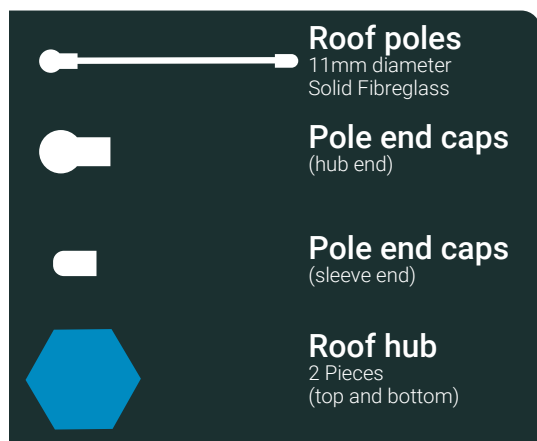 Roof poles
11mm diameter
Solid Fibreglass
Pole end caps
(hub end)
Pole end caps
(sleeve end)
Roof hub
2 Pieces
(top and bottom)